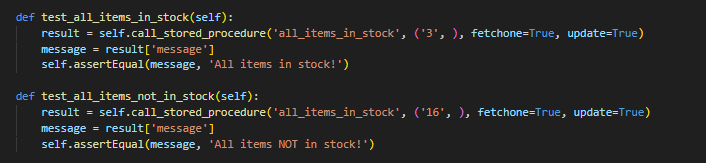 def test_all_items_in_stock(self):
    result = self.call_stored_procedure('all_items_in_stock', ('3', ), fetchone=True, update=True)
    message = result['message']
    self.assertEqual(message, 'All items in stock!')

def test_all_items_not_in_stock(self):
    result = self.call_stored_procedure('all_items_in_stock', ('16', ), fetchone=True, update=True)
    message = result['message']
    self.assertEqual(message, 'All items NOT in stock!')